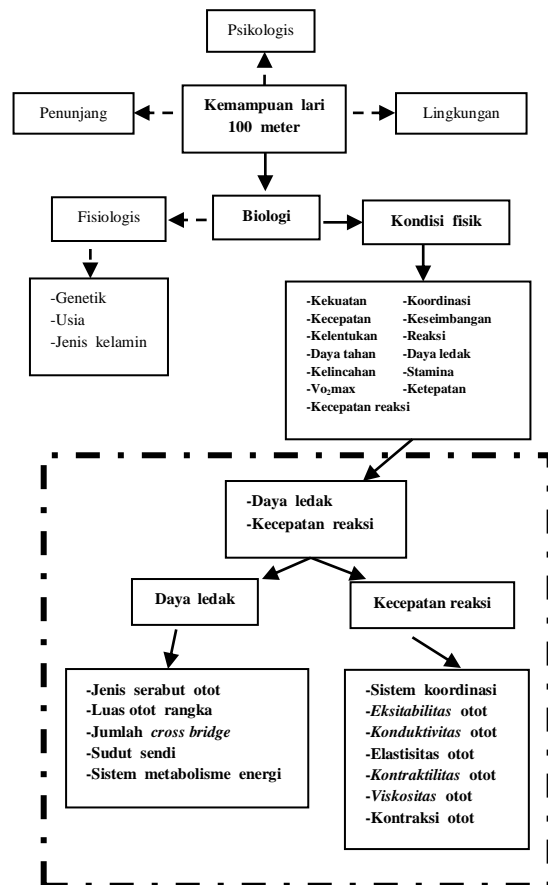 Psikologis
Kemampuan lari
100 meter
Penunjang
Lingkungan
Fisiologis
Biologi
Kondisi fisik
-Genetik
-Usia
-Jenis kelamin
-Kekuatan -Koordinasi
-Kecepatan -Keseimbangan
-Kelentukan -Reaksi
-Daya tahan -Daya ledak
-Kelincahan -Stamina
-Vo₂max -Ketepatan
-Kecepatan reaksi
-Daya ledak
-Kecepatan reaksi
Daya ledak
Kecepatan reaksi
-Jenis serabut otot
-Luas otot rangka
-Jumlah cross bridge
-Sudut sendi
-Sistem metabolisme energi
-Sistem koordinasi
-Eksitabilitas otot
-Konduktivitas otot
-Elastisitas otot
-Kontraktilitas otot
-Viskositas otot
-Kontraksi otot